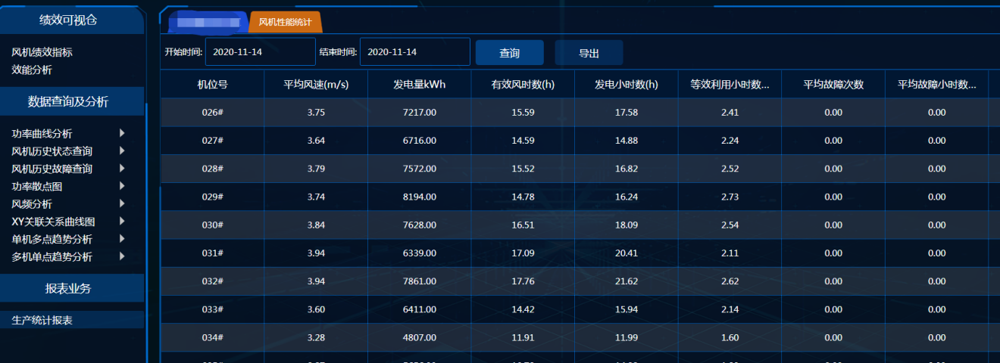 绩效可视仓
风机绩效指标
效能分析
数据查询及分析
功率曲线分析
风机历史状态查询
风机历史故障查询
功率散点图
风频分析
XY关联关系曲线图
单机多点趋势分析
多机单点趋势分析
报表业务
生产统计报表
风机性能统计
开始时间: 2020-11-14 结束时间: 2020-11-14 查询 导出
机位号 平均风速(m/s) 发电量kWh 有效风时数(h) 发电小时数(h) 等效利用小时数... 平均故障次数 平均故障小时数...
026# 3.75 7217.00 15.59 17.58 2.41 0.00 0.00
027# 3.64 6716.00 14.59 14.88 2.24 0.00 0.00
028# 3.79 7572.00 15.52 16.82 2.52 0.00 0.00
029# 3.74 8194.00 14.78 16.24 2.73 0.00 0.00
030# 3.84 7628.00 16.51 18.09 2.54 0.00 0.00
031# 3.94 6339.00 17.09 20.41 2.11 0.00 0.00
032# 3.94 7861.00 17.76 21.62 2.62 0.00 0.00
033# 3.60 6411.00 14.42 15.94 2.14 0.00 0.00
034# 3.28 4807.00 11.91 11.99 1.60 0.00 0.00